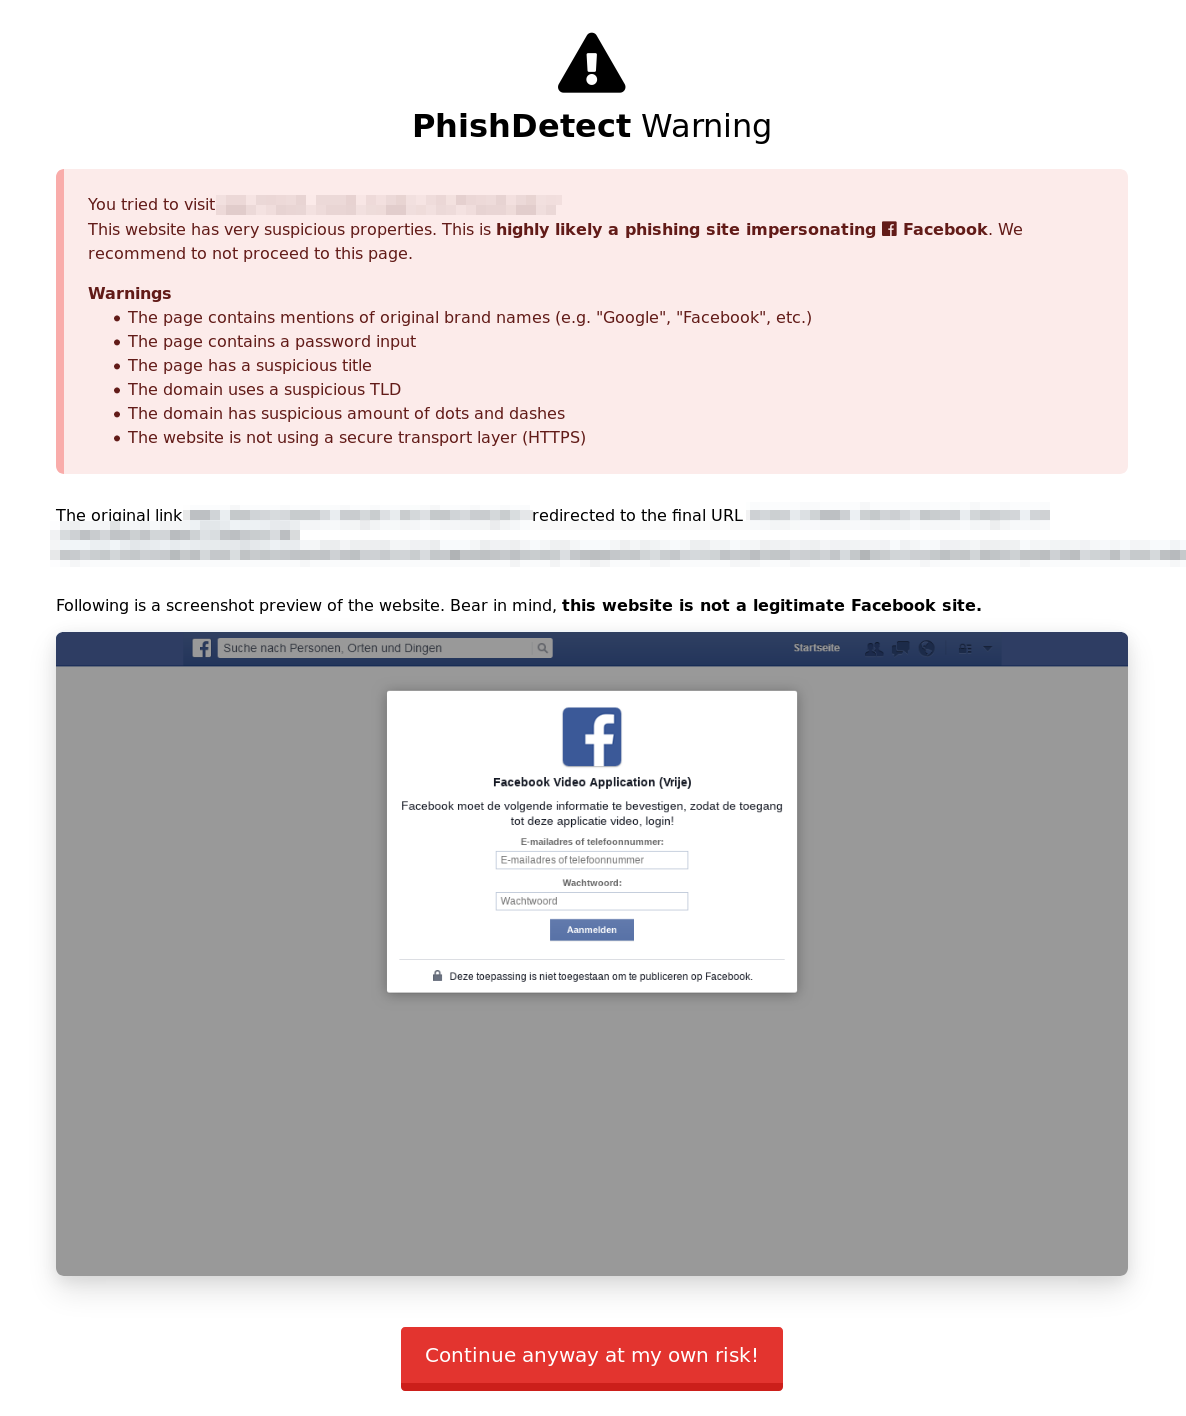 PhishDetect Warning
You tried to visit
This website has very suspicious properties. This is highly likely a phishing site impersonating Facebook. We
recommend to not proceed to this page.
Warnings
• The page contains mentions of original brand names (e.g. "Google", "Facebook", etc.)
• The page contains a password input
• The page has a suspicious title
• The domain uses a suspicious TLD
• The domain has suspicious amount of dots and dashes
• The website is not using a secure transport layer (HTTPS)
The original link redirected to the final URL
Following is a screenshot preview of the website. Bear in mind, this website is not a legitimate Facebook site.
Suche nach Personen, Orten und Dingen
Startseite
Facebook Video Application (Vrije)
Facebook moet de volgende informatie te bevestigen, zodat de toegang
tot deze applicatie video, login!
E-mailadres of telefoonnummer:
E-mailadres of telefoonnummer
Wachtwoord:
Wachtwoord
Aanmelden
Deze toepassing is niet toegestaan om te publiceren op Facebook.
Continue anyway at my own risk!